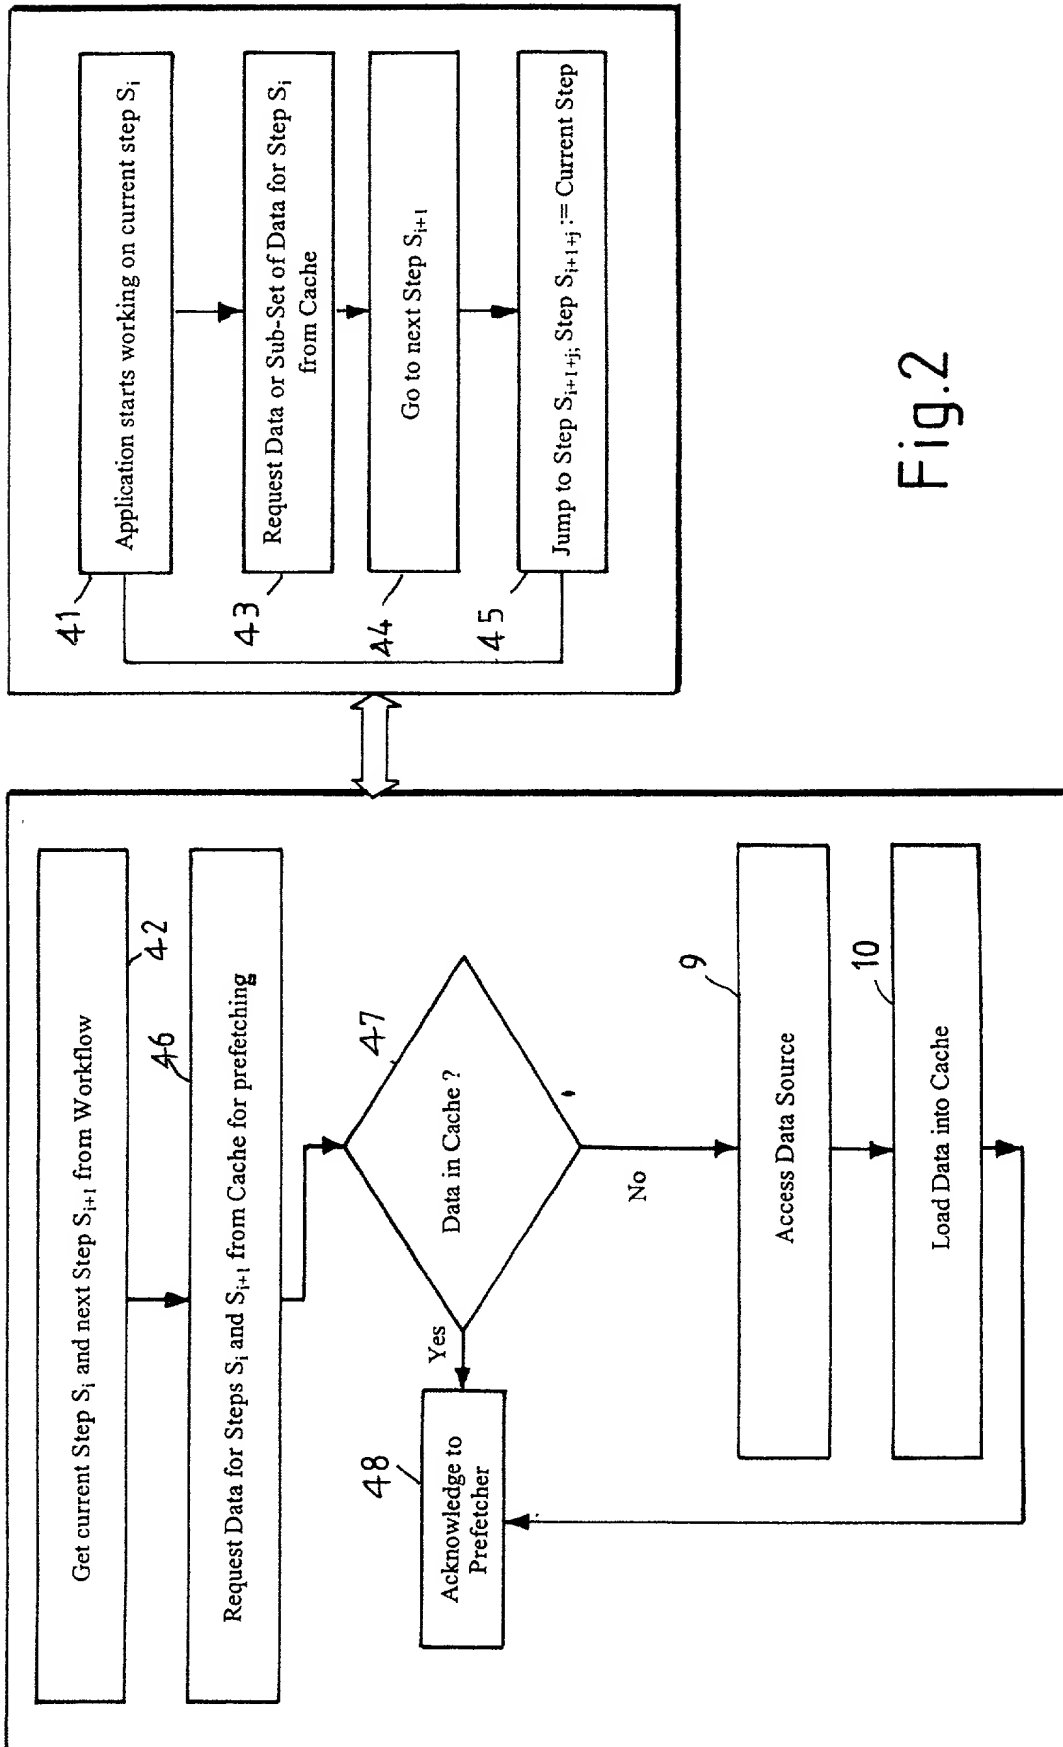 Get current Step Si and next Step Si+1 from Workflow
42
Request Data for Steps Si and Si+1 from Cache for prefetching
46
Data in Cache ?
47
Yes
No
Acknowledge to
Prefetcher
48
Access Data Source
9
Load Data into Cache
10
Application starts working on current step Si
41
Request Data or Sub-Set of Data for Step Si
from Cache
43
Go to next Step Si+1
44
Jump to Step Si+1+j; Step Si+1+j := Current Step
45
Fig.2